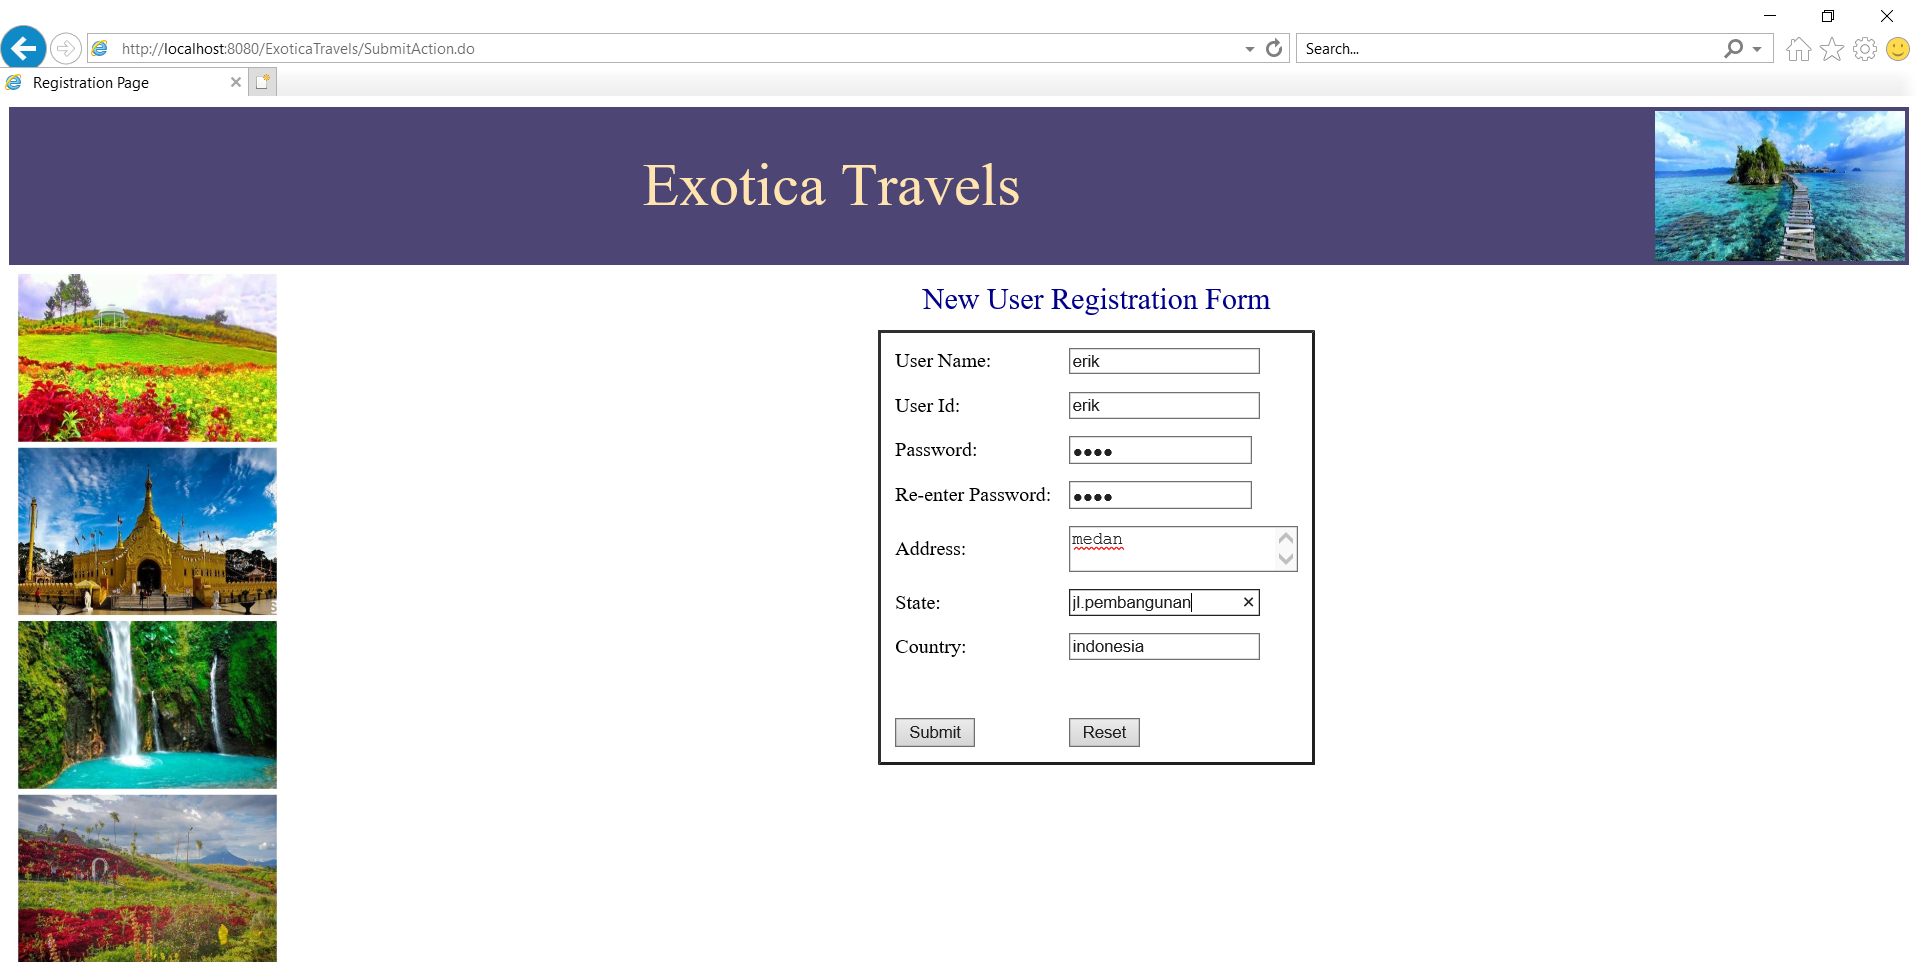 http://localhost:8080/ExoticaTravels/SubmitAction.do
Search...
Registration Page
Exotica Travels
New User Registration Form
User Name: erik
User Id: erik
Password: ●●●●
Re-enter Password: ●●●●
Address: medan
State: jl.pembangunan
Country: indonesia
Submit Reset